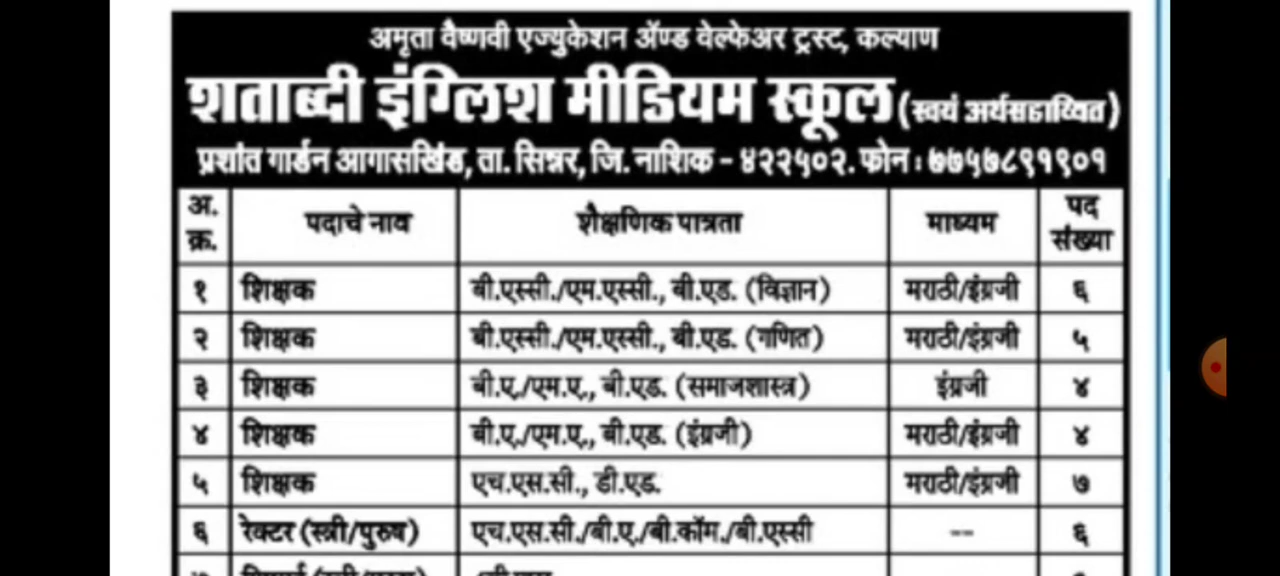 अमृता वैष्णवी एज्युकेशन ॲण्ड वेल्फेअर ट्रस्ट, कल्याण
शताब्दी इंग्लिश मीडियम स्कूल (स्वयं अर्थसहाय्यित)
प्रशांत गार्डन आगासखिंड, ता. सिन्नर, जि. नाशिक - ४२२५०२. फोन : ७७५७८९१९०१
अ. क्र. पदाचे नाव शैक्षणिक पात्रता माध्यम पद संख्या
१ शिक्षक बी.एस्सी./एम.एस्सी., बी.एड. (विज्ञान) मराठी/इंग्रजी ६
२ शिक्षक बी.एस्सी./एम.एस्सी., बी.एड. (गणित) मराठी/इंग्रजी ५
३ शिक्षक बी.ए./एम.ए., बी.एड. (समाजशास्त्र) इंग्रजी ४
४ शिक्षक बी.ए./एम.ए., बी.एड. (इंग्रजी) मराठी/इंग्रजी ४
५ शिक्षक एच.एस.सी., डी.एड. मराठी/इंग्रजी ७
६ रेक्टर (स्त्री/पुरुष) एच.एस.सी./बी.ए./बी.कॉम./बी.एस्सी -- ६